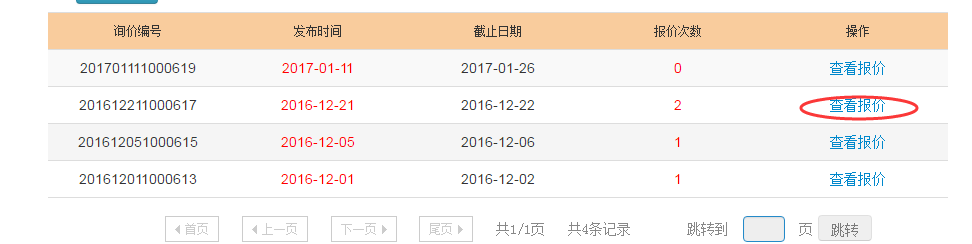 询价编号 发布时间 截止日期 报价次数 操作
201701111000619 2017-01-11 2017-01-26 0 查看报价
201612211000617 2016-12-21 2016-12-22 2 查看报价
201612051000615 2016-12-05 2016-12-06 1 查看报价
201612011000613 2016-12-01 2016-12-02 1 查看报价
首页 上一页 下一页 尾页 共1/1页 共4条记录 跳转到 页 跳转